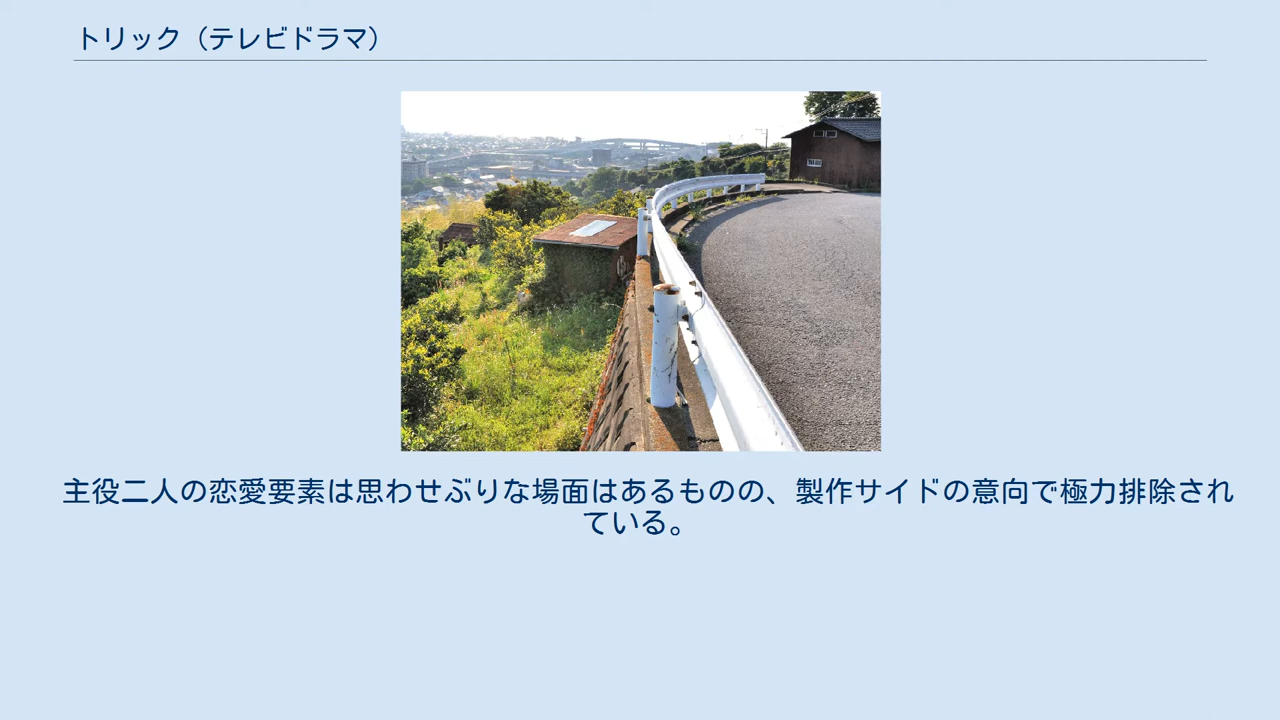 トリック（テレビドラマ）
主役二人の恋愛要素は思わせぶりな場面はあるものの、製作サイドの意向で極力排除され
ている。